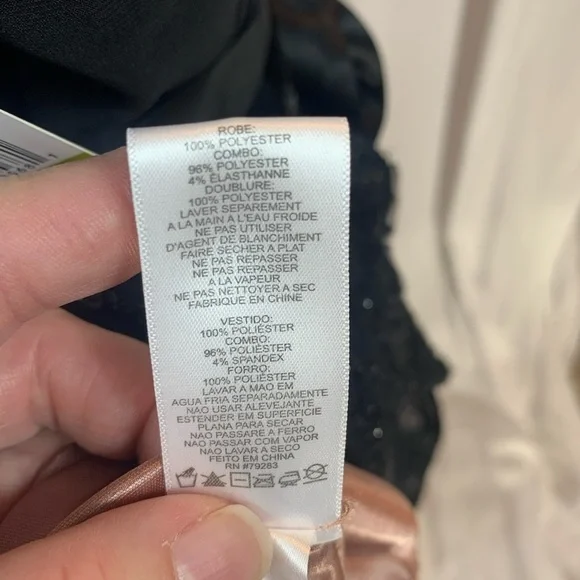 ROBE:
100% POLYESTER
COMBO:
96% POLYESTER
4% ÉLASTHANNE
DOUBLURE:
100% POLYESTER
LAVER SEPAREMENT
A LA MAIN A L'EAU FROIDE
NE PAS UTILISER
D'AGENT DE BLANCHIMENT
FAIRE SECHER A PLAT
NE PAS REPASSER
NE PAS REPASSER
A LA VAPEUR
NE PAS NETTOYER A SEC
FABRIQUE EN CHINE
VESTIDO:
100% POLIÉSTER
COMBO:
96% POLIÉSTER
4% SPANDEX
FORRO:
100% POLIÉSTER
LAVAR A MAO EM
AGUA FRIA SEPARADAMENTE
NAO USAR ALEVEJANTE
ESTENDER EM SUPERFICIE
PLANA PARA SECAR
NAO PASSARE A FERRO
NAO PASSAR COM VAPOR
NAO LAVAR A SECO
FEITO EM CHINA
RN #79283